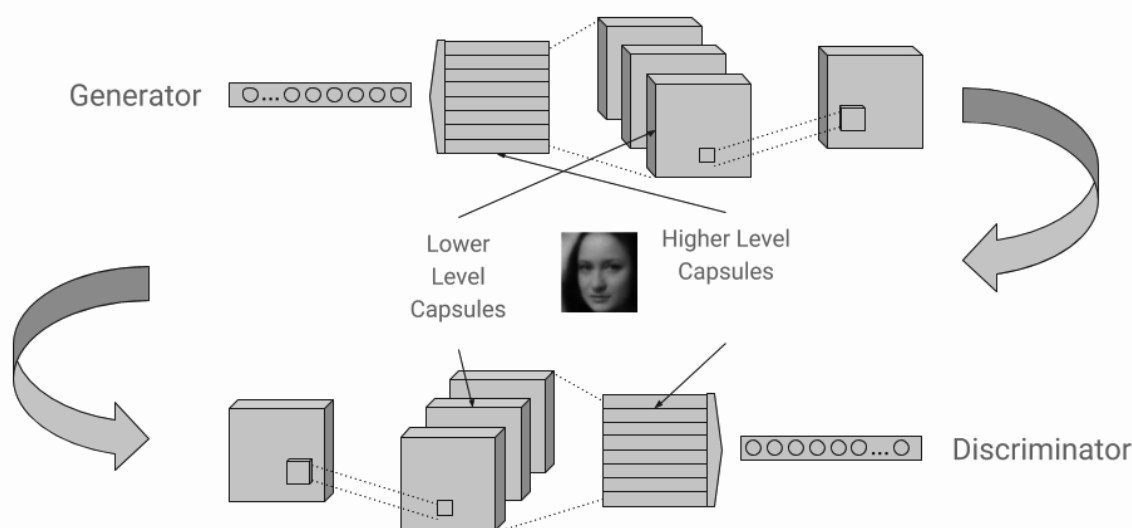 Generator
...
Lower
Level
Capsules
Higher Level
Capsules
...
Discriminator